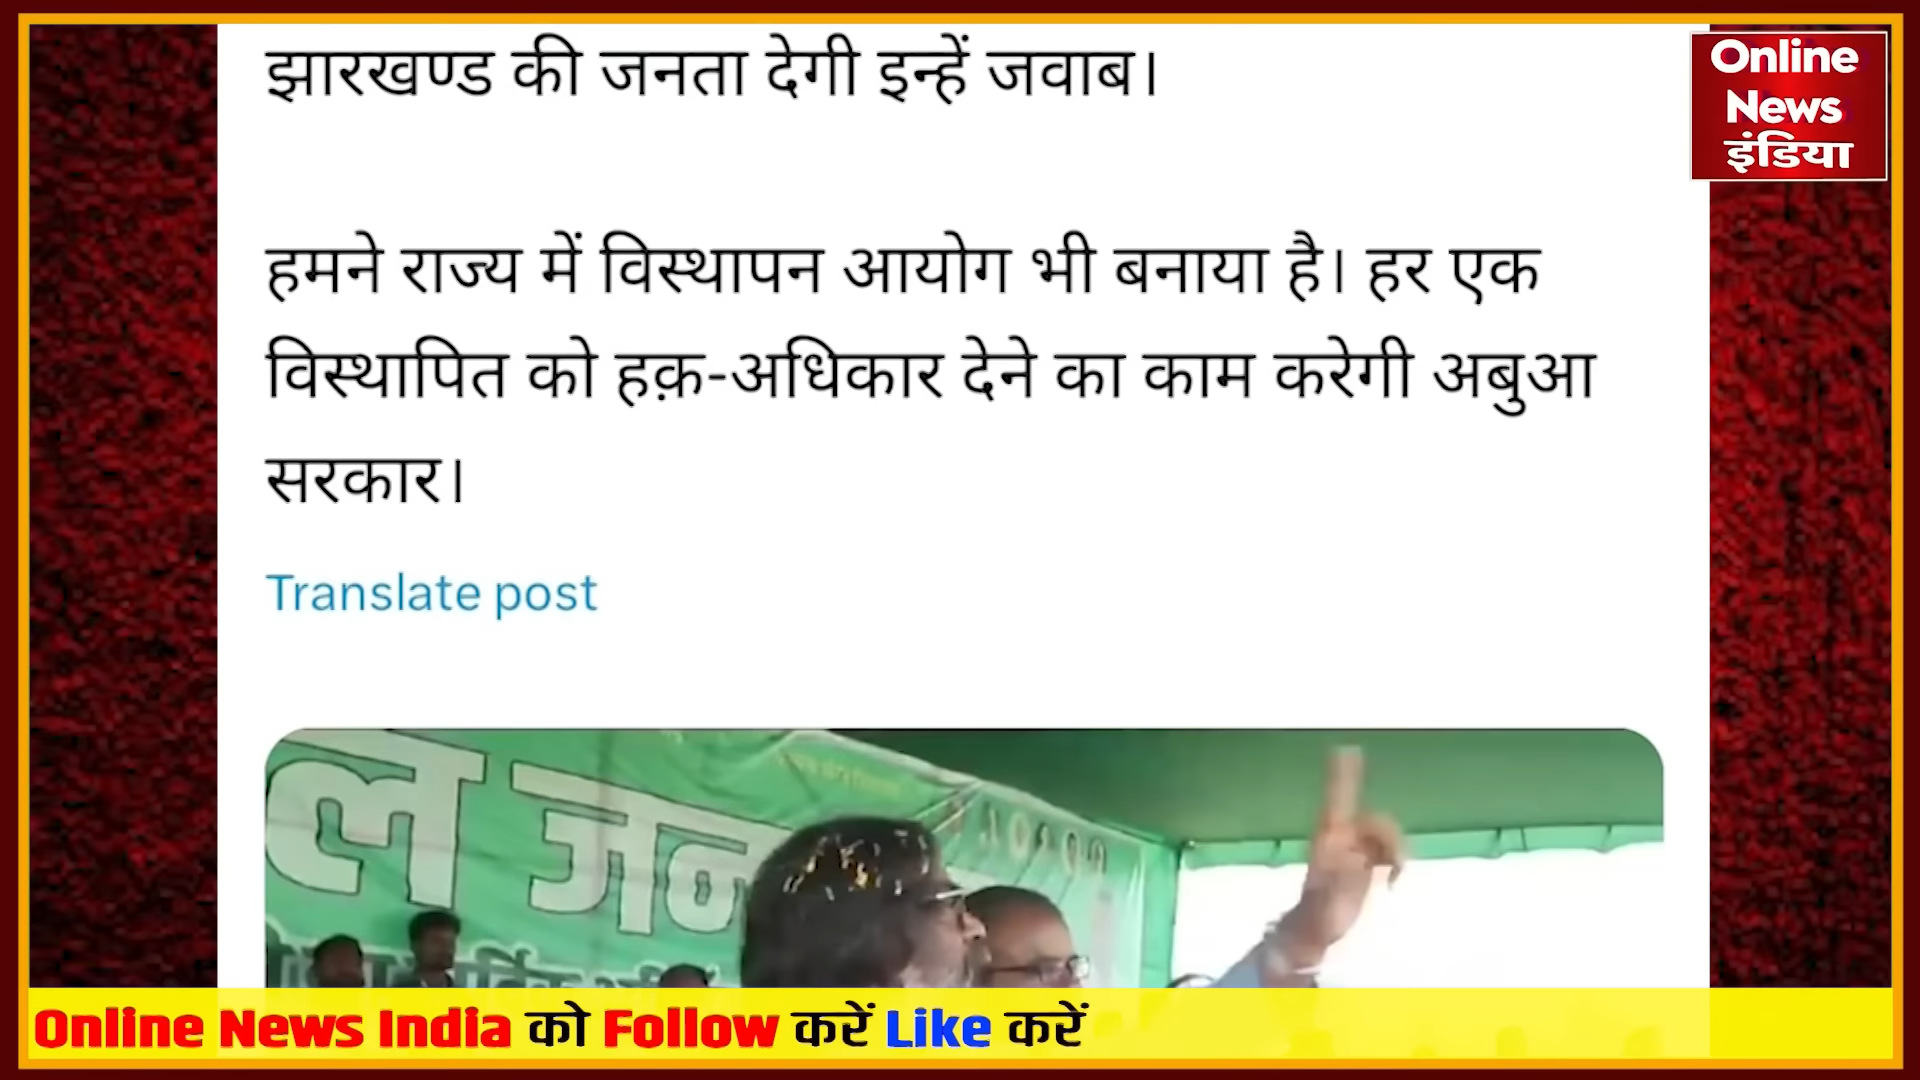 झारखण्ड की जनता देगी इन्हें जवाब।
Online
News
इंडिया
हमने राज्य में विस्थापन आयोग भी बनाया है। हर एक
विस्थापित को हक़-अधिकार देने का काम करेगी अबुआ
सरकार।
Translate post
ल जन
Online News India को Follow करें Like करें